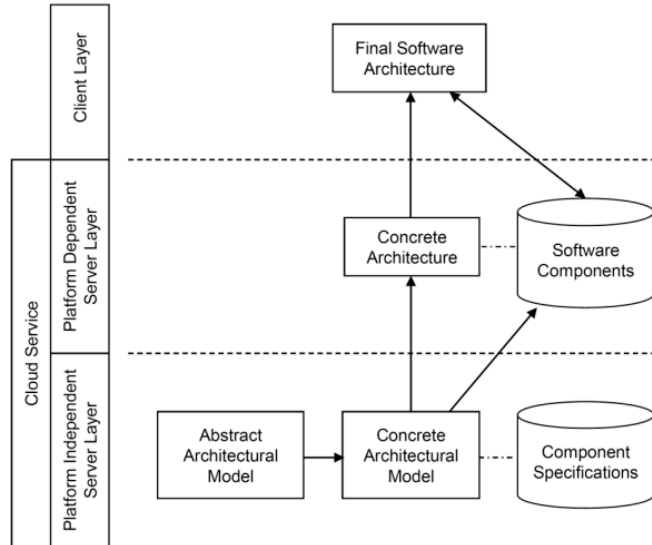 Client Layer
Final Software
Architecture
Cloud Service
Platform Dependent
Server Layer
Concrete
Architecture
Software
Components
Platform Independent
Server Layer
Abstract
Architectural
Model
Concrete
Architectural
Model
Component
Specifications